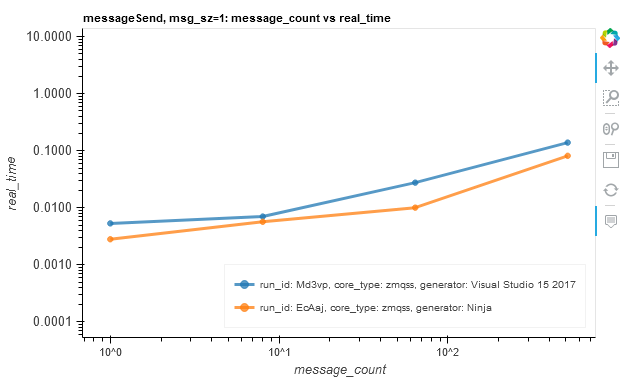 messageSend, msg_sz=1: message_count vs real_time
10.0000
1.0000
0.1000
0.0100
0.0010
0.0001
real_time
run_id: Md3vp, core_type: zmqss, generator: Visual Studio 15 2017
run_id: EcAaj, core_type: zmqss, generator: Ninja
10^0
10^1
10^2
message_count